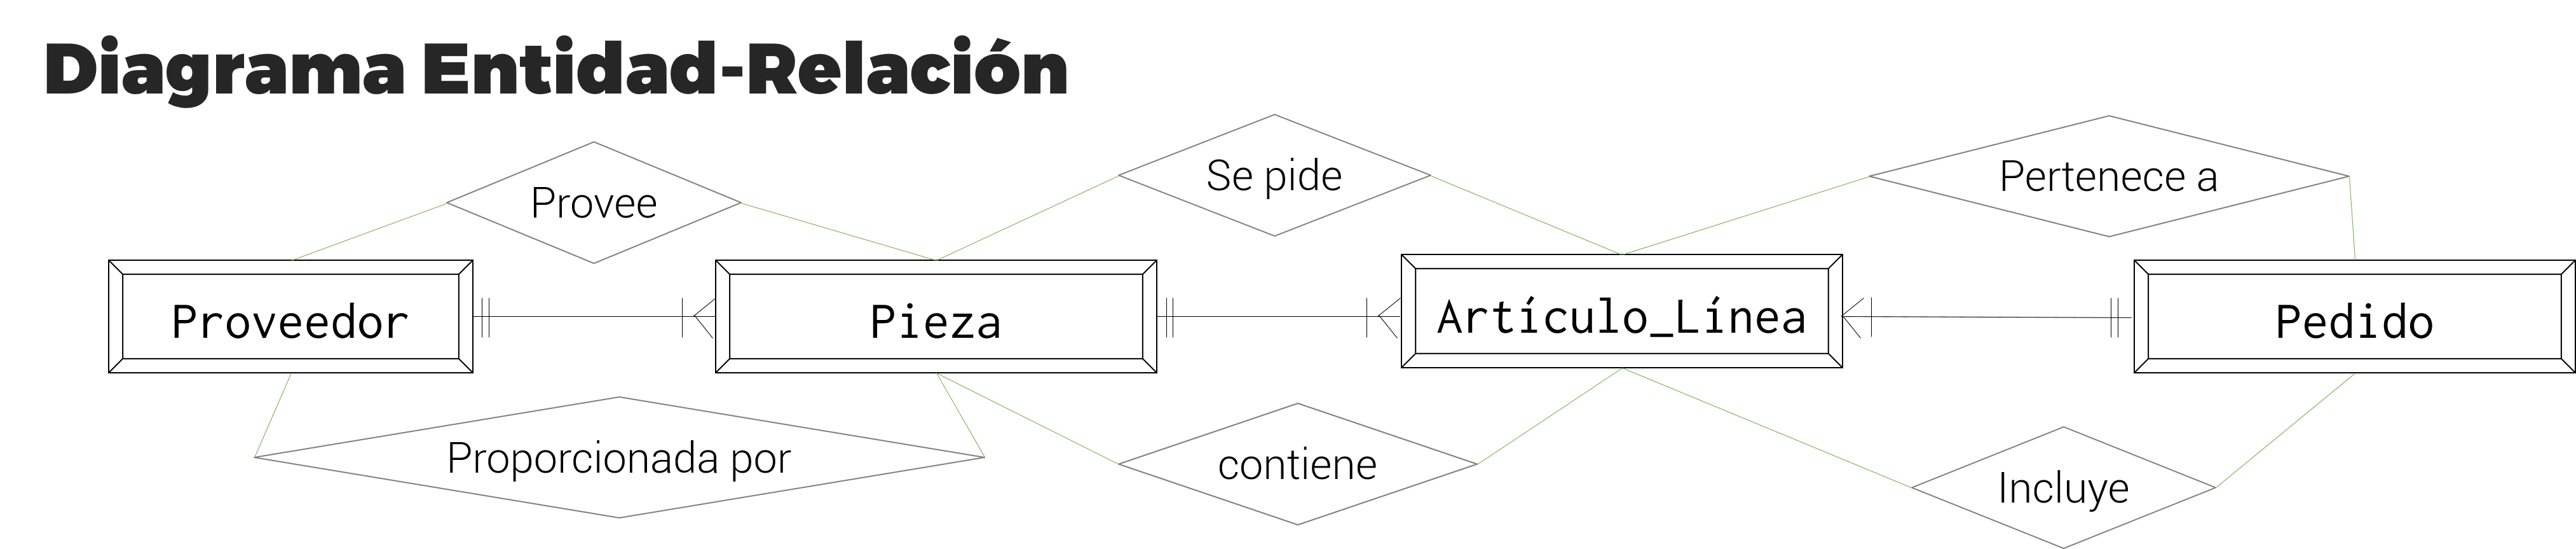 Diagrama Entidad-Relación
Provee
Se pide
Pertenece a
Proveedor
Pieza
Artículo_Línea
Pedido
Proporcionada por
contiene
Incluye